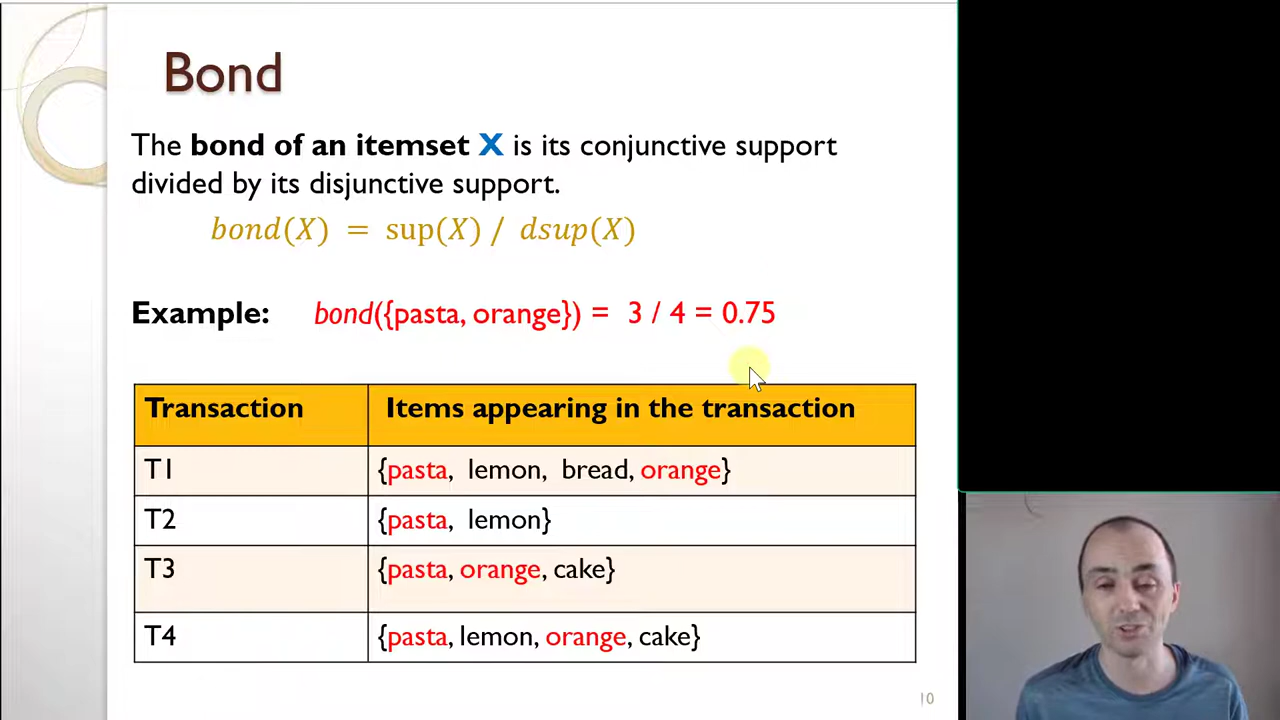 Bond
The bond of an itemset X is its conjunctive support
divided by its disjunctive support.
bond(X) = sup(X) / dsup(X)
Example: bond({pasta, orange}) = 3 / 4 = 0.75
Transaction Items appearing in the transaction
T1 {pasta, lemon, bread, orange}
T2 {pasta, lemon}
T3 {pasta, orange, cake}
T4 {pasta, lemon, orange, cake}
10